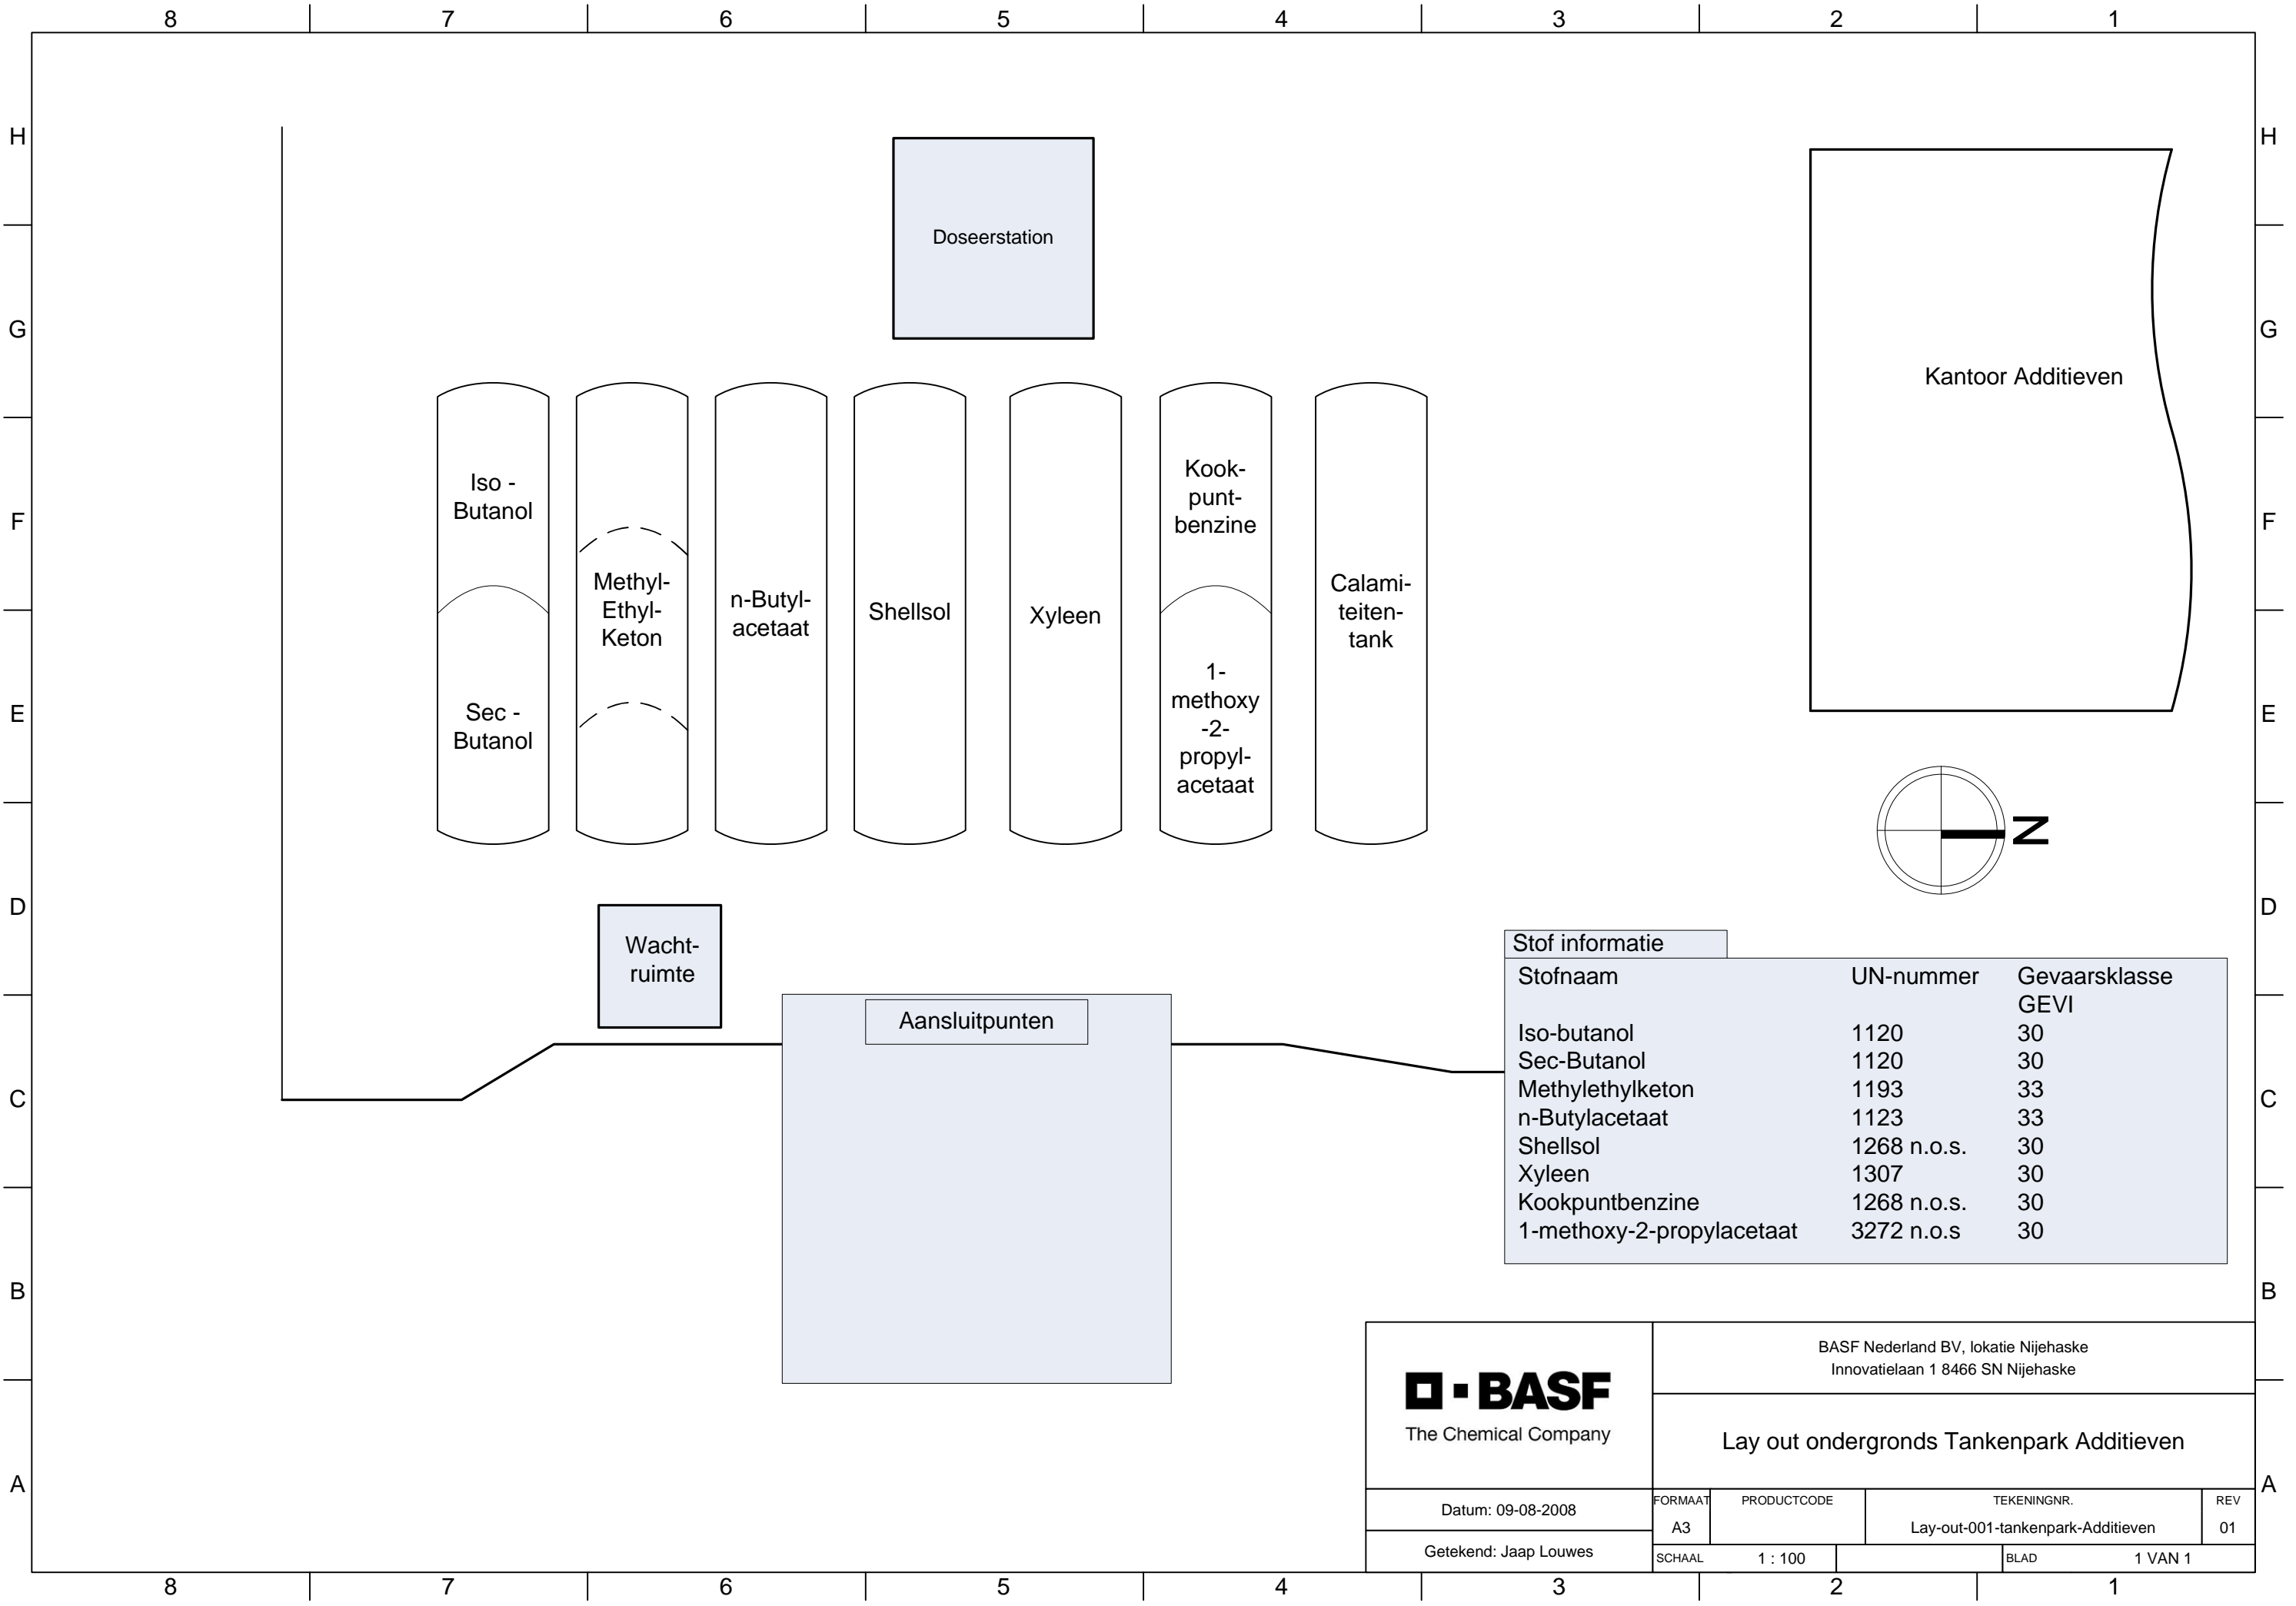 8 7 6 5 4 3 2 1
H H
G G
F F
E E
D D
C C
B B
A A
Doseerstation
Kantoor Additieven
Iso -
Butanol
Sec -
Butanol
Methyl-
Ethyl-
Keton
n-Butyl-
acetaat
Shellsol
Xyleen
Kook-
punt-
benzine
1-
methoxy
-2-
propyl-
acetaat
Calami-
teiten-
tank
N
Wacht-
ruimte
Aansluitpunten
Stof informatie
Stofnaam UN-nummer Gevaarsklasse
GEVI
Iso-butanol 1120 30
Sec-Butanol 1120 30
Methylethylketon 1193 33
n-Butylacetaat 1123 33
Shellsol 1268 n.o.s. 30
Xyleen 1307 30
Kookpuntbenzine 1268 n.o.s. 30
1-methoxy-2-propylacetaat 3272 n.o.s 30
BASF
The Chemical Company
BASF Nederland BV, lokatie Nijehaske
Innovatielaan 1 8466 SN Nijehaske
Lay out ondergronds Tankenpark Additieven
Datum: 09-08-2008
Getekend: Jaap Louwes
FORMAAT PRODUCTCODE TEKENINGNR. REV
A3 Lay-out-001-tankenpark-Additieven 01
SCHAAL 1 : 100 BLAD 1 VAN 1
8 7 6 5 4 3 2 1